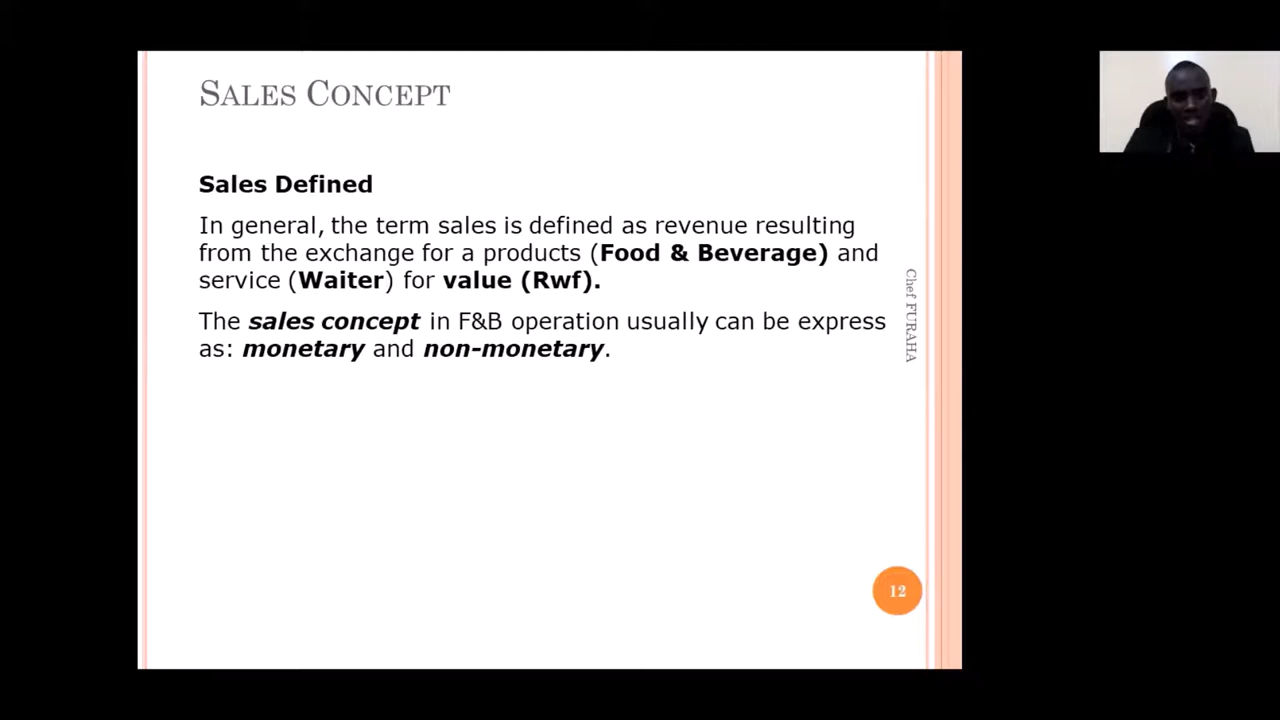 SALES CONCEPT
Sales Defined
In general, the term sales is defined as revenue resulting
from the exchange for a products (Food & Beverage) and
service (Waiter) for value (Rwf).
The sales concept in F&B operation usually can be express
as: monetary and non-monetary.
Chef FURAHA
12